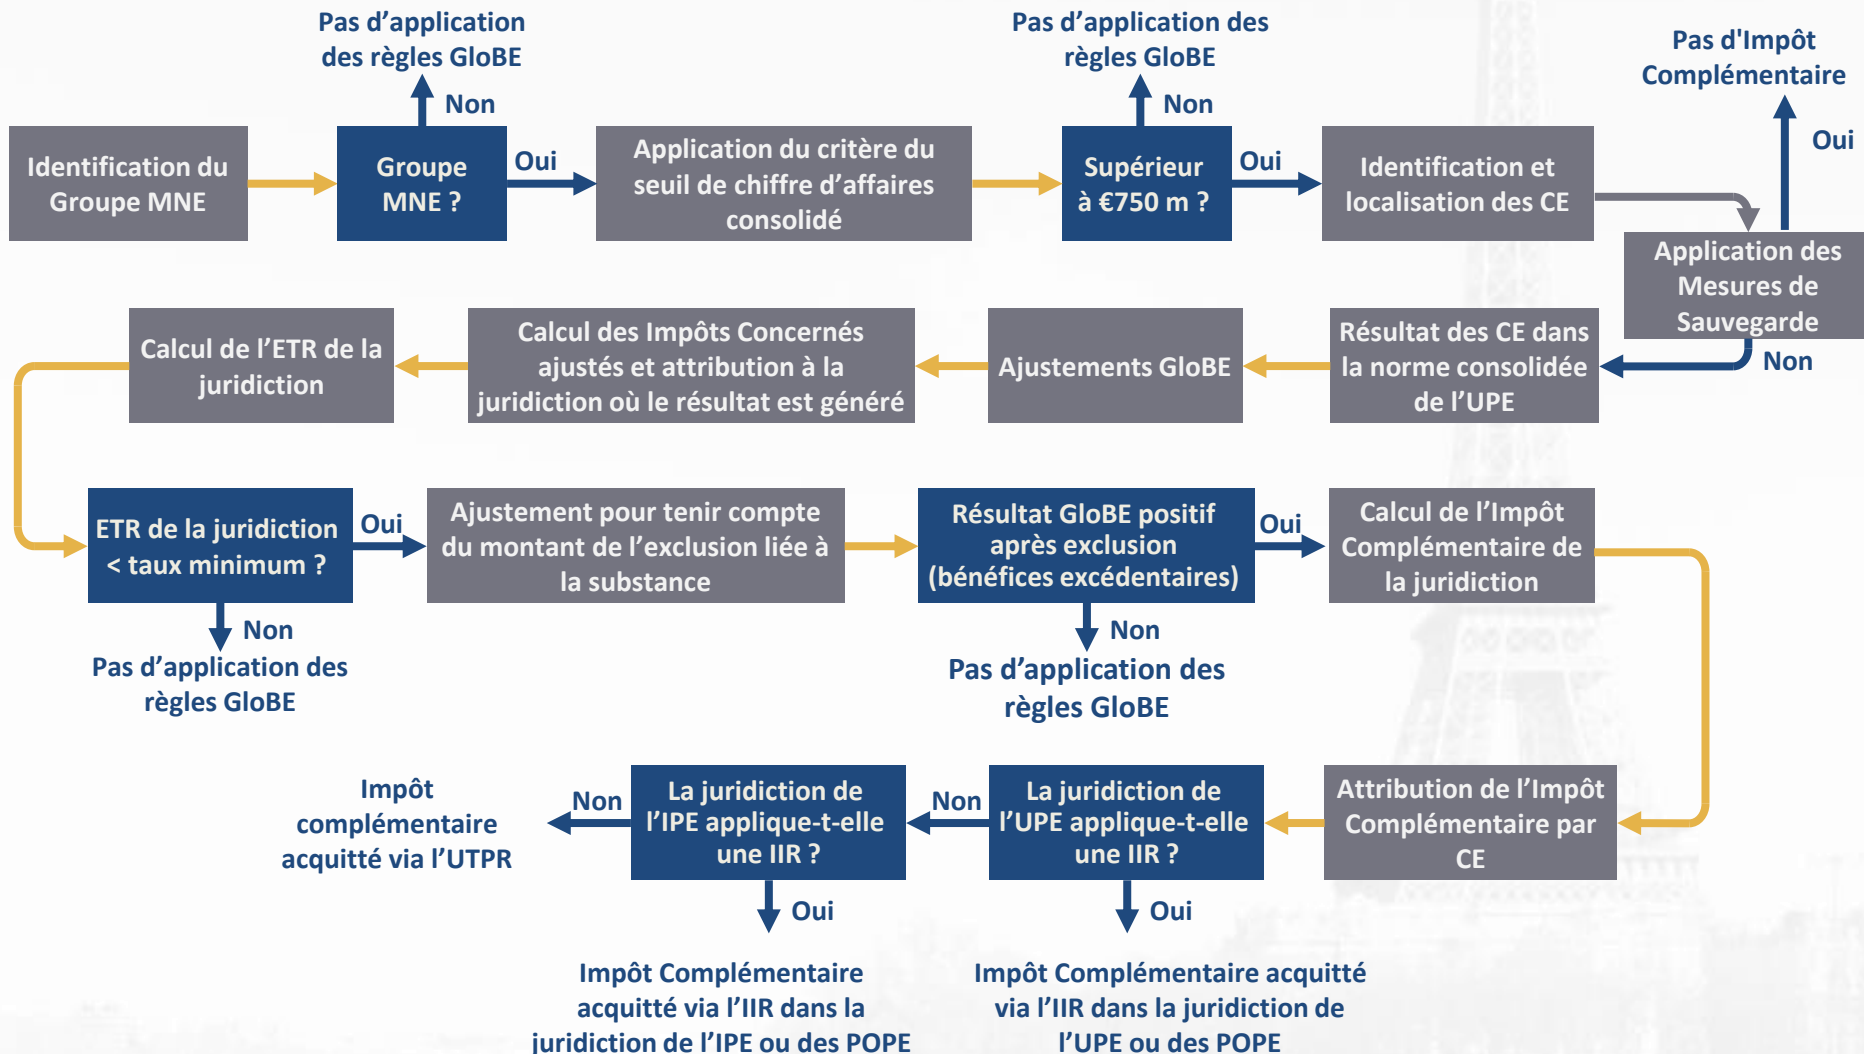 Pas d’application
des règles GloBE
Non
Pas d’application des
règles GloBE
Non
Pas d'Impôt
Complémentaire
Oui
Identification du
Groupe MNE
Groupe
MNE ?
Oui
Application du critère du
seuil de chiffre d’affaires
consolidé
Supérieur
à €750 m ?
Oui
Identification et
localisation des CE
Application des
Mesures de
Sauvegarde
Non
Résultat des CE dans
la norme consolidée
de l’UPE
Ajustements GloBE
Calcul des Impôts Concernés
ajustés et attribution à la
juridiction où le résultat est généré
Calcul de l’ETR de la
juridiction
ETR de la juridiction
< taux minimum ?
Oui
Non
Pas d’application des
règles GloBE
Ajustement pour tenir compte
du montant de l’exclusion liée à
la substance
Résultat GloBE positif
après exclusion
(bénéfices excédentaires)
Oui
Non
Pas d’application des
règles GloBE
Calcul de l’Impôt
Complémentaire de
la juridiction
Attribution de l’Impôt
Complémentaire par
CE
La juridiction de
l’UPE applique-t-elle
une IIR ?
Non
Oui
Impôt Complémentaire acquitté
via l’IIR dans la juridiction de
l’UPE ou des POPE
La juridiction de
l’IPE applique-t-elle
une IIR ?
Non
Oui
Impôt Complémentaire
acquitté via l’IIR dans la
juridiction de l’IPE ou des POPE
Impôt
complémentaire
acquitté via l’UTPR